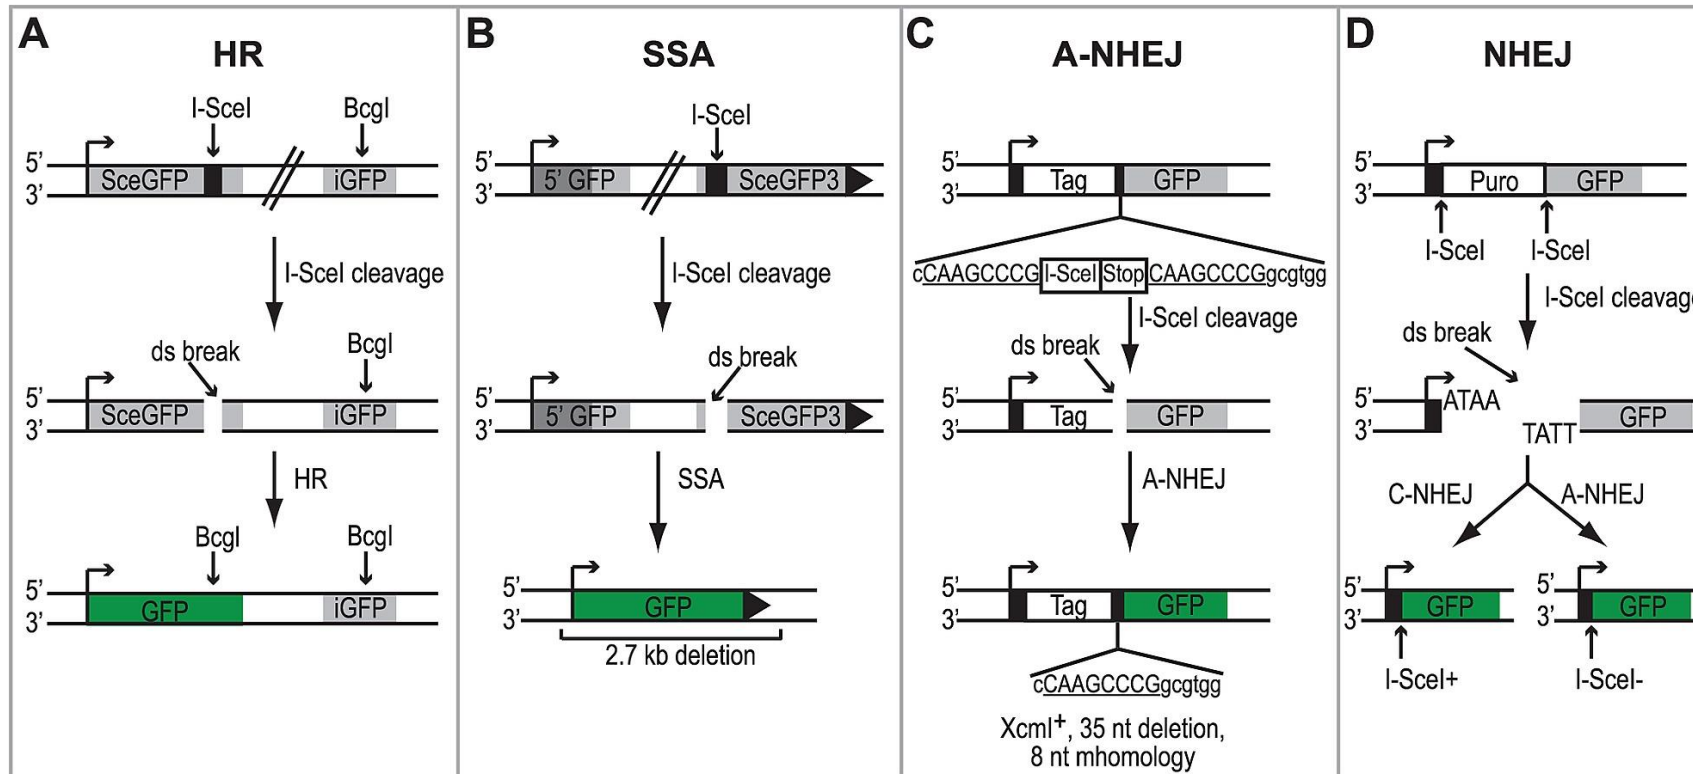 A
HR
I-SceI
BcgI
5’
SceGFP
iGFP
3’
I-SceI cleavage
ds break
BcgI
5’
SceGFP
iGFP
3’
HR
BcgI
BcgI
5’
GFP
iGFP
3’
B
SSA
I-SceI
5’
5’ GFP
SceGFP3
3’
I-SceI cleavage
ds break
5’
5’ GFP
SceGFP3
3’
SSA
5’
GFP
3’
2.7 kb deletion
C
A-NHEJ
5’
Tag
GFP
3’
cCAAGCCCG I-SceI Stop CAAGCCCGgcgtgg
I-SceI cleavage
ds break
5’
Tag
GFP
3’
A-NHEJ
5’
Tag
GFP
3’
cCAAGCCCGgcgtgg
XcmI⁺, 35 nt deletion,
8 nt mhomology
D
NHEJ
5’
Puro
GFP
3’
I-SceI
I-SceI
I-SceI cleavage
ds break
5’
ATAA
GFP
3’
TATT
C-NHEJ
A-NHEJ
5’
GFP
3’
I-SceI+
5’
GFP
3’
I-SceI-